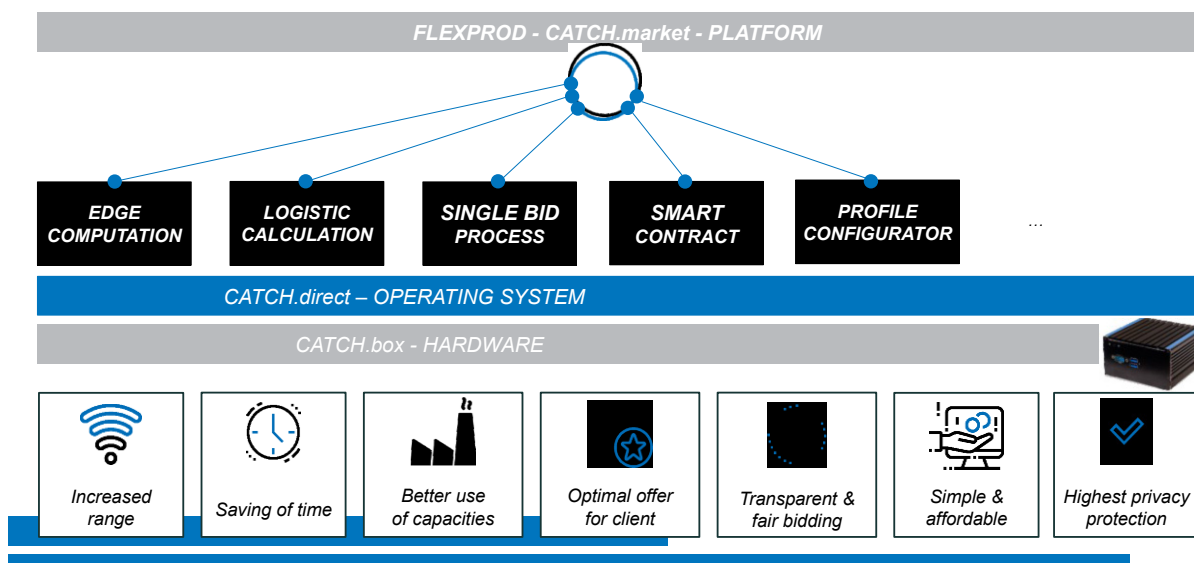 FLEXPROD - CATCH.market - PLATFORM
EDGE
COMPUTATION
LOGISTIC
CALCULATION
SINGLE BID
PROCESS
SMART
CONTRACT
PROFILE
CONFIGURATOR
...
CATCH.direct – OPERATING SYSTEM
CATCH.box - HARDWARE
Increased
range
Saving of time
Better use
of capacities
Optimal offer
for client
Transparent &
fair bidding
Simple &
affordable
Highest privacy
protection